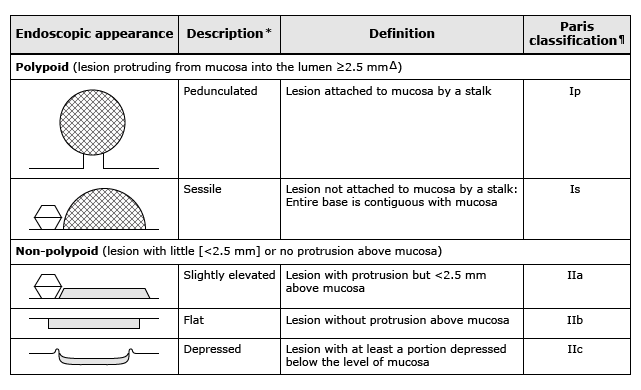 Endoscopic appearance Description* Definition Paris classification¶
Polypoid (lesion protruding from mucosa into the lumen ≥2.5 mmΔ)
Pedunculated Lesion attached to mucosa by a stalk Ip
Sessile Lesion not attached to mucosa by a stalk: Is
Entire base is contiguous with mucosa
Non-polypoid (lesion with little [<2.5 mm] or no protrusion above mucosa)
Slightly elevated Lesion with protrusion but <2.5 mm IIa
above mucosa
Flat Lesion without protrusion above mucosa IIb
Depressed Lesion with at least a portion depressed IIc
below the level of mucosa